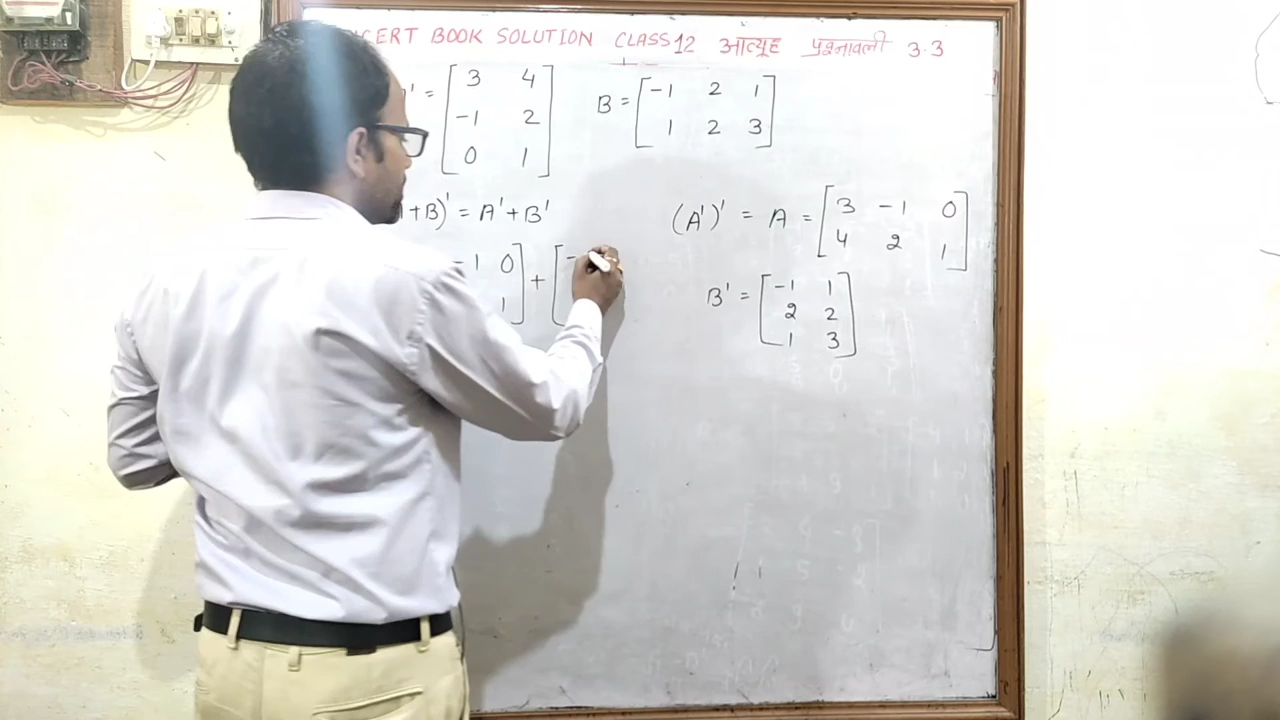 CERT BOOK SOLUTION CLASS 12 आव्यूह प्रश्नावली 3.3
' = [ 3 4
-1 2
0 1 ]
B = [ -1 2 1
1 2 3 ]
+B)' = A' + B'
-1 0
1 ] + [ -
(A')' = A = [ 3 -1 0
4 2 1 ]
B' = [ -1 1
2 2
1 3 ]